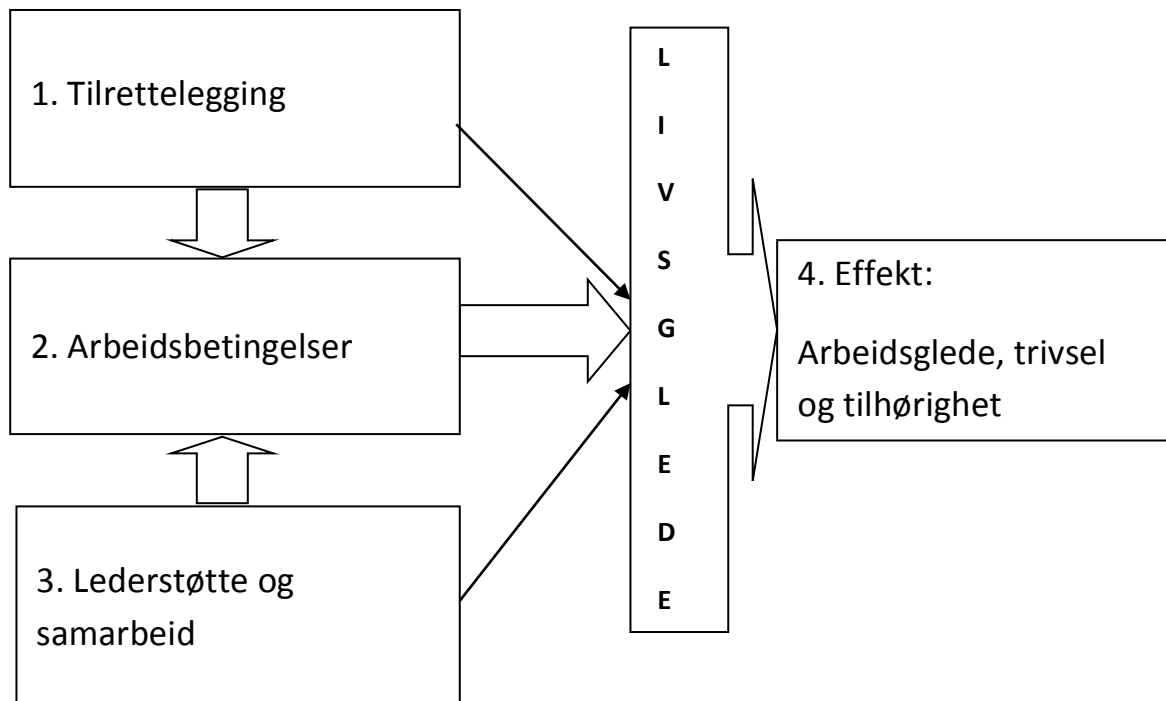 1. Tilrettelegging
2. Arbeidsbetingelser
3. Lederstøtte og
samarbeid
L
I
V
S
G
L
E
D
E
4. Effekt:
Arbeidsglede, trivsel
og tilhørighet